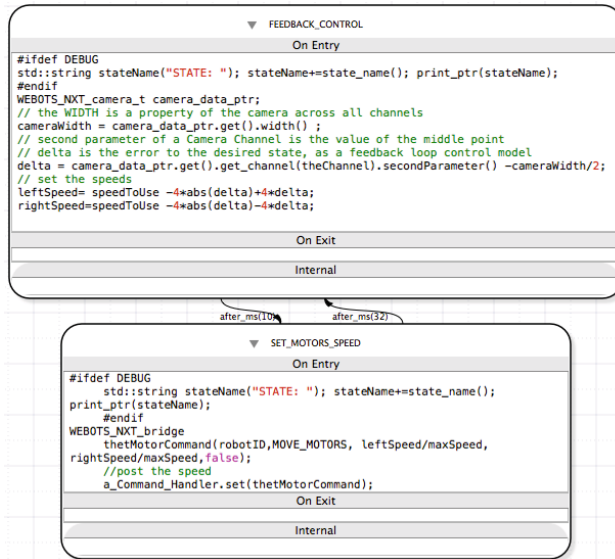 FEEDBACK_CONTROL
On Entry
#ifdef DEBUG
std::string stateName("STATE: "); stateName+=state_name(); print_ptr(stateName);
#endif
WEBOTS_NXT_camera_t camera_data_ptr;
// the WIDTH is a property of the camera across all channels
cameraWidth = camera_data_ptr.get().width() ;
// second parameter of a Camera Channel is the value of the middle point
// delta is the error to the desired state, as a feedback loop control model
delta = camera_data_ptr.get().get_channel(theChannel).secondParameter() -cameraWidth/2;
// set the speeds
leftSpeed= speedToUse -4*abs(delta)+4*delta;
rightSpeed=speedToUse -4*abs(delta)-4*delta;
On Exit
Internal
after_ms(10) after_ms(32)
SET_MOTORS_SPEED
On Entry
#ifdef DEBUG
std::string stateName("STATE: "); stateName+=state_name();
print_ptr(stateName);
#endif
WEBOTS_NXT_bridge
thetMotorCommand(robotID,MOVE_MOTORS, leftSpeed/maxSpeed,
rightSpeed/maxSpeed,false);
//post the speed
a_Command_Handler.set(thetMotorCommand);
On Exit
Internal